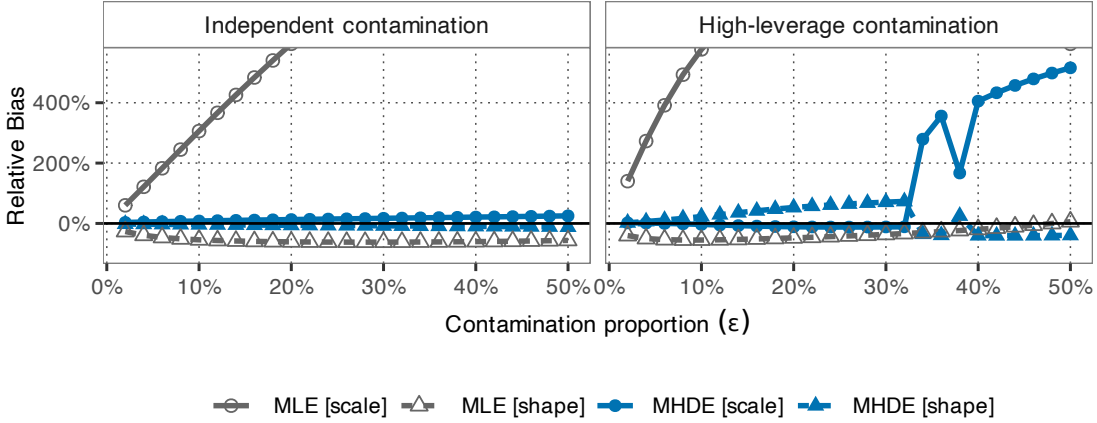 Independent contamination
High-leverage contamination
Relative Bias
400%
200%
0%
0% 10% 20% 30% 40% 50%
0% 10% 20% 30% 40% 50%
Contamination proportion (ε)
MLE [scale] MLE [shape] MHDE [scale] MHDE [shape]